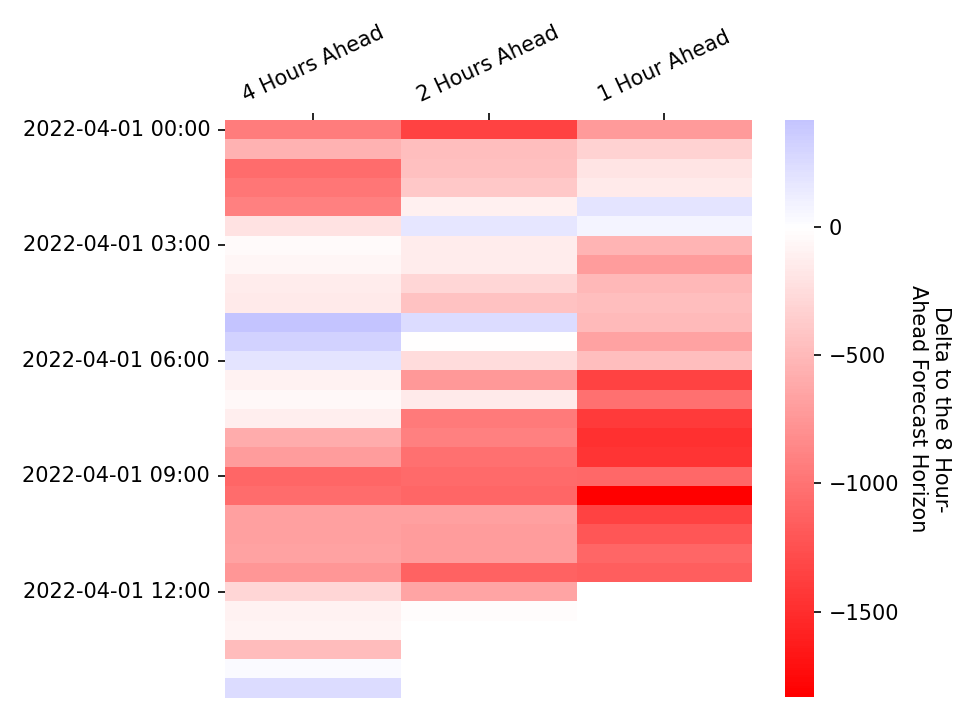 4 Hours Ahead
2 Hours Ahead
1 Hour Ahead
2022-04-01 00:00
2022-04-01 03:00
2022-04-01 06:00
2022-04-01 09:00
2022-04-01 12:00
0
−500
−1000
−1500
Delta to the 8 Hour-
Ahead Forecast Horizon